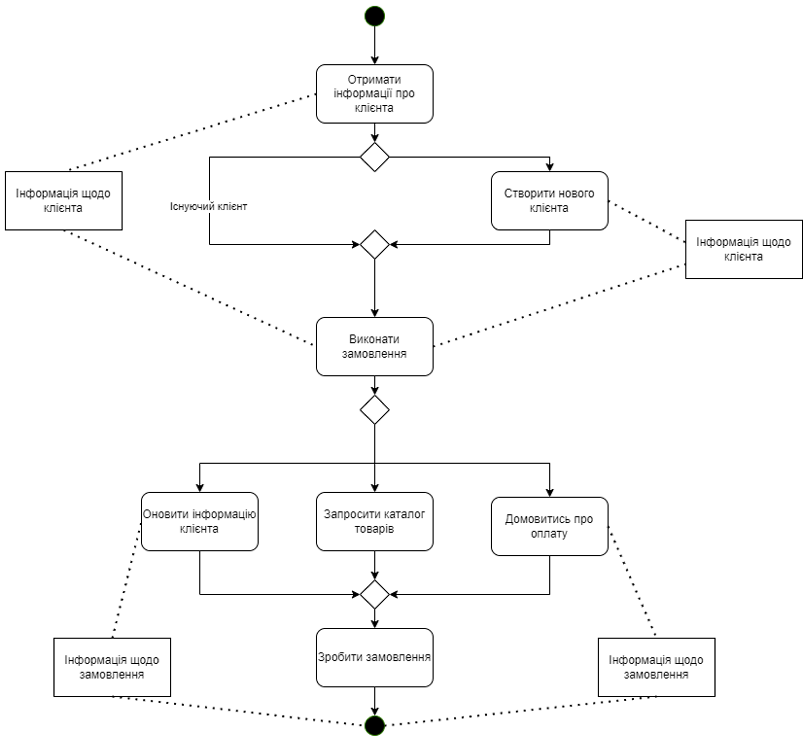 Отримати
інформації про
клієнта
Інформація щодо
клієнта
Існуючий клієнт
Створити нового
клієнта
Інформація щодо
клієнта
Виконати
замовлення
Оновити інформацію
клієнта
Запросити каталог
товарів
Домовитись про
оплату
Інформація щодо
замовлення
Зробити замовлення
Інформація щодо
замовлення